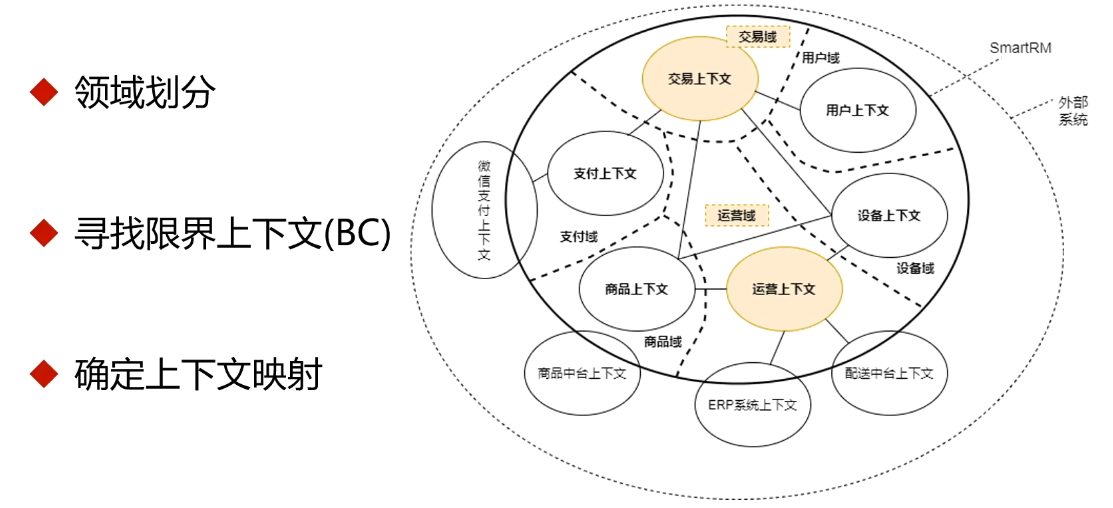 领域划分
寻找限界上下文(BC)
确定上下文映射
交易域
交易上下文
用户域
用户上下文
SmartRM
外部
系统
微信支付上下文
支付上下文
支付域
运营域
设备上下文
设备域
商品上下文
运营上下文
商品域
商品中台上下文
ERP系统上下文
配送中台上下文